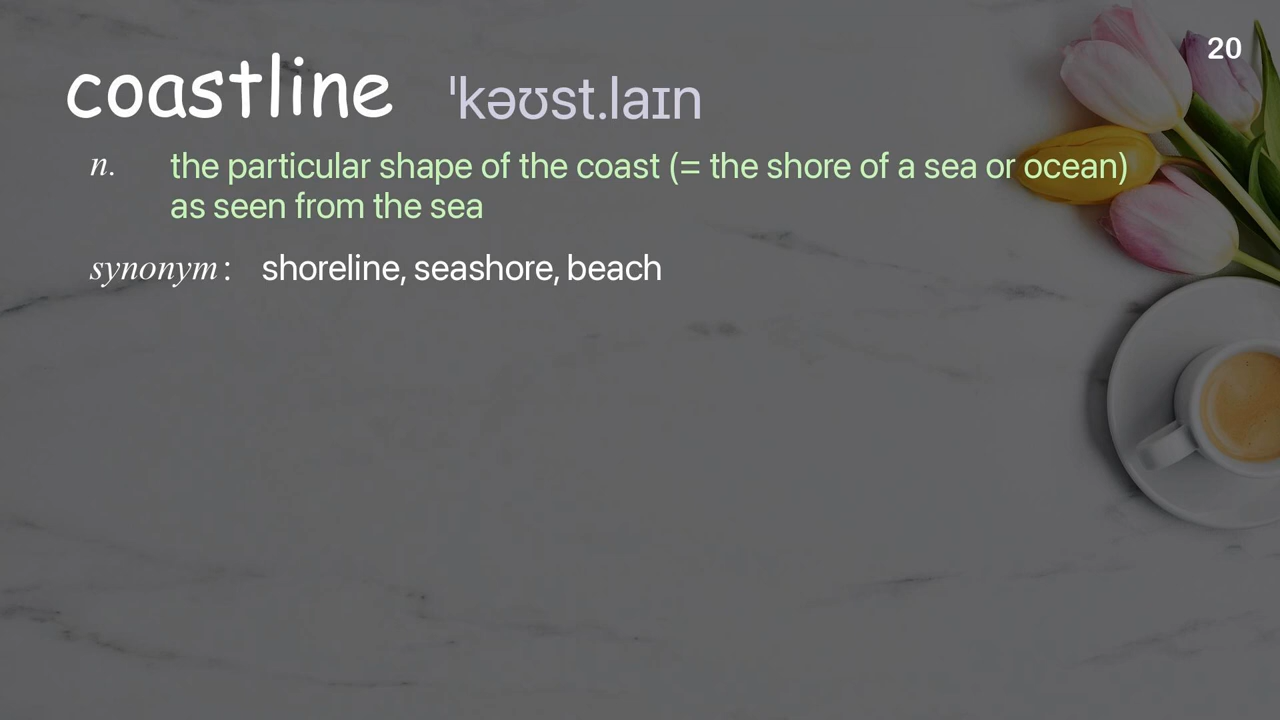 20
coastline ˈkəʊst.laɪn
n. the particular shape of the coast (= the shore of a sea or ocean)
as seen from the sea
synonym : shoreline, seashore, beach